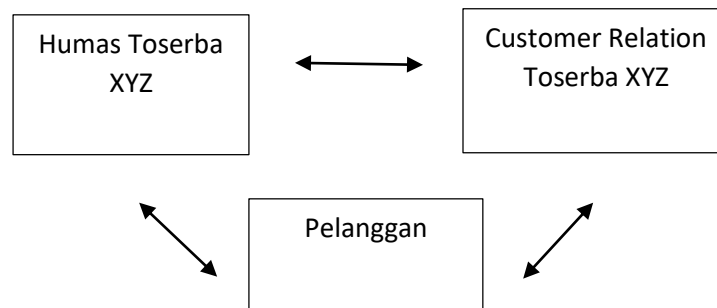 Humas Toserba
XYZ
Customer Relation
Toserba XYZ
Pelanggan